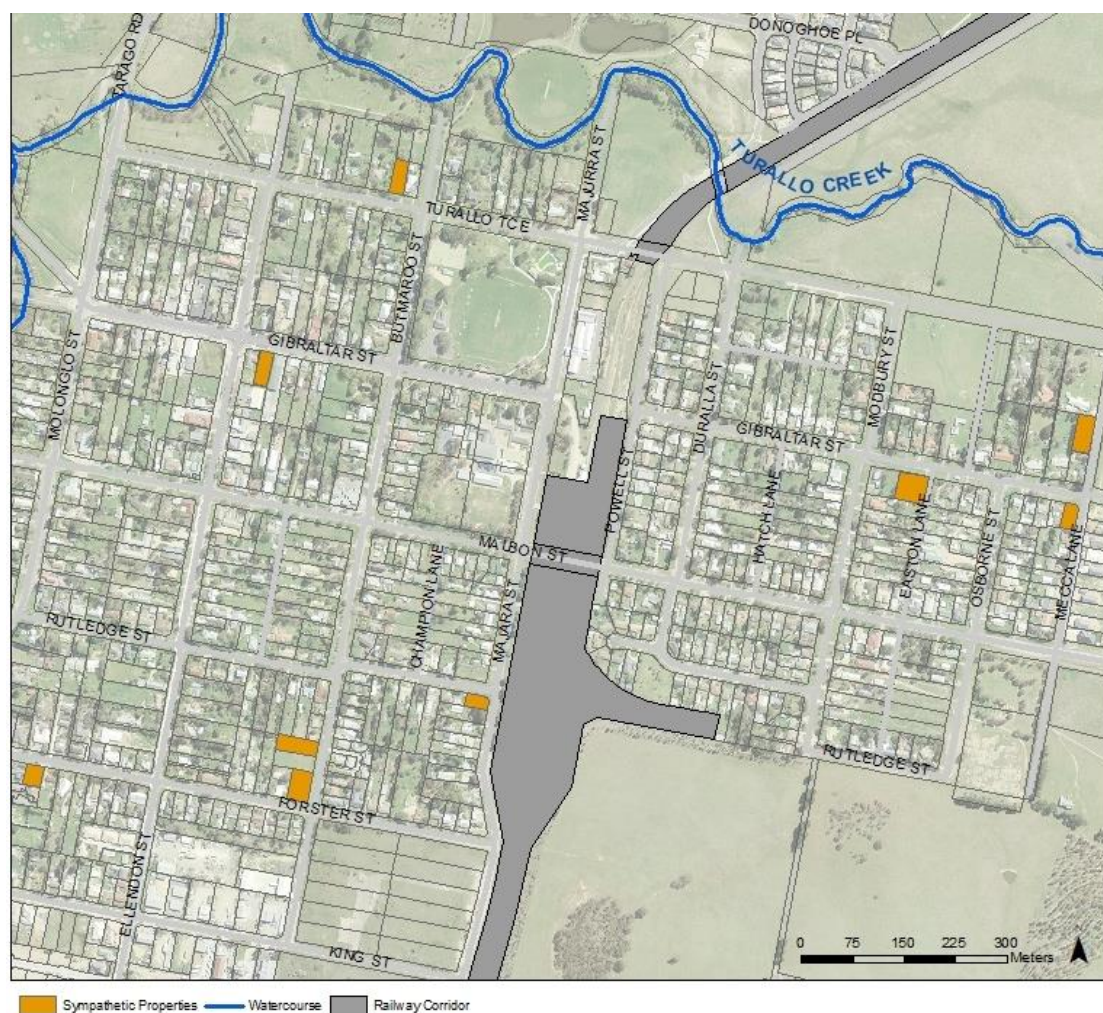 DONOGHOE PL
TARAGO RD
MAJURRA ST
TURALLO CREEK
TURALLO TCE
BUTMAROO ST
GIBRALTAR ST
MOLONGLO ST
DURALLA ST
MODBURY ST
GIBRALTAR ST
POWELL ST
HATCH LANE
EASTON LANE
OSBORNE ST
MECCA LANE
MALBON ST
CHAMPION LANE
MAJARA ST
RUTLEDGE ST
RUTLEDGE ST
FORSTER ST
ELLENDON ST
KING ST
0 75 150 225 300
Meters
Sympathetic Properties Watercourse Railway Corridor